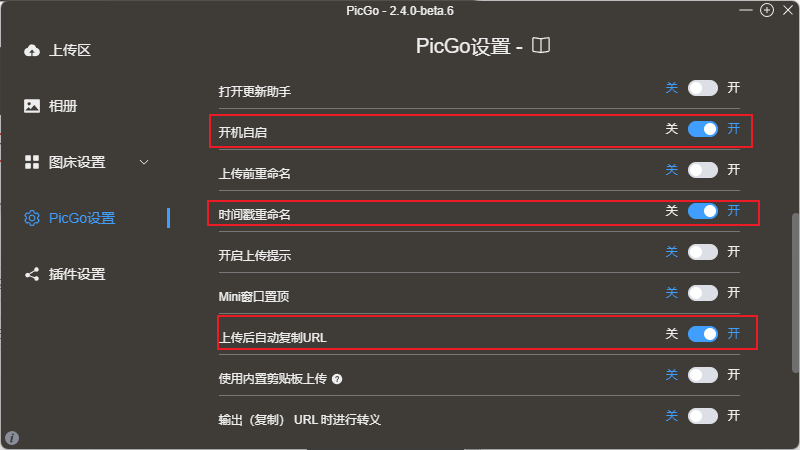 PicGo - 2.4.0-beta.6
上传区
相册
图床设置
PicGo设置
插件设置
PicGo设置 -
打开更新助手 关 开
开机自启 关 开
上传前重命名 关 开
时间戳重命名 关 开
开启上传提示 关 开
Mini窗口置顶 关 开
上传后自动复制URL 关 开
使用内置剪贴板上传 ? 关 开
输出（复制） URL 时进行转义 关 开